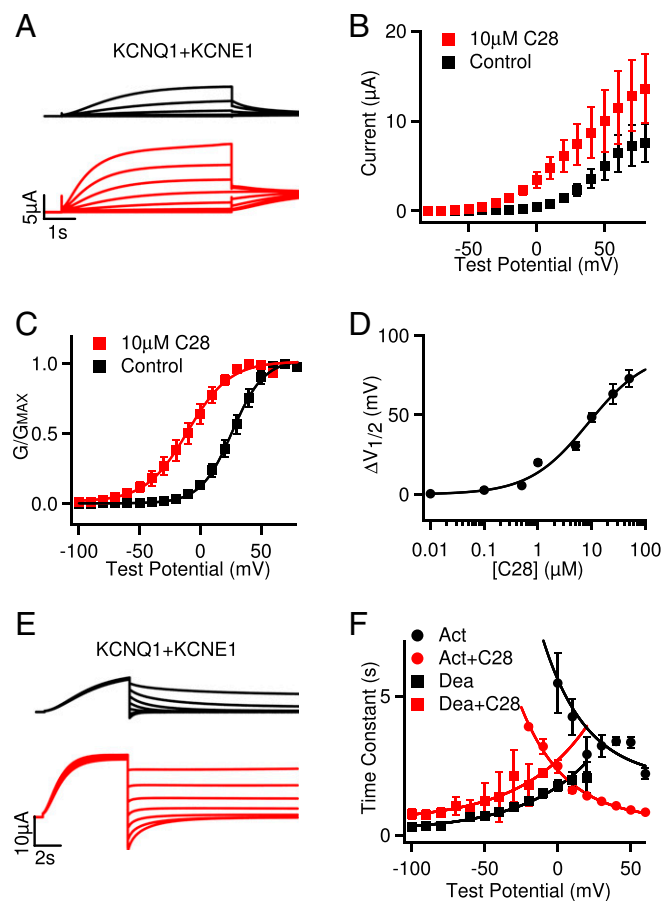 A
KCNQ1+KCNE1
5µA
1s
B
10µM C28
Control
Current (µA)
20
10
0
-50
0
50
Test Potential (mV)
C
10µM C28
Control
G/GMAX
1.0
0.5
0.0
-100
-50
0
50
Test Potential (mV)
D
ΔV1/2 (mV)
100
50
0
0.01
0.1
1
10
100
[C28] (µM)
E
KCNQ1+KCNE1
10µA
2s
F
Act
Act+C28
Dea
Dea+C28
Time Constant (s)
5
0
-100
-50
0
50
Test Potential (mV)